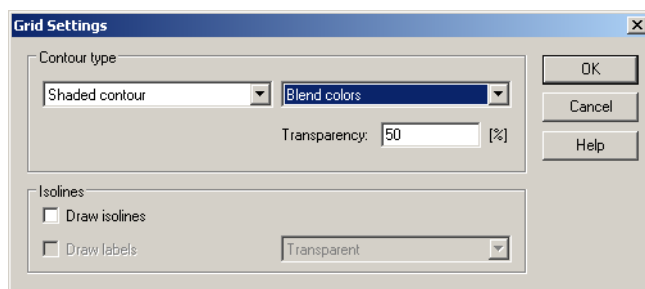 Grid Settings
Contour type
Shaded contour Blend colors
Transparency: 50 [%]
OK
Cancel
Help
Isolines
Draw isolines
Draw labels Transparent